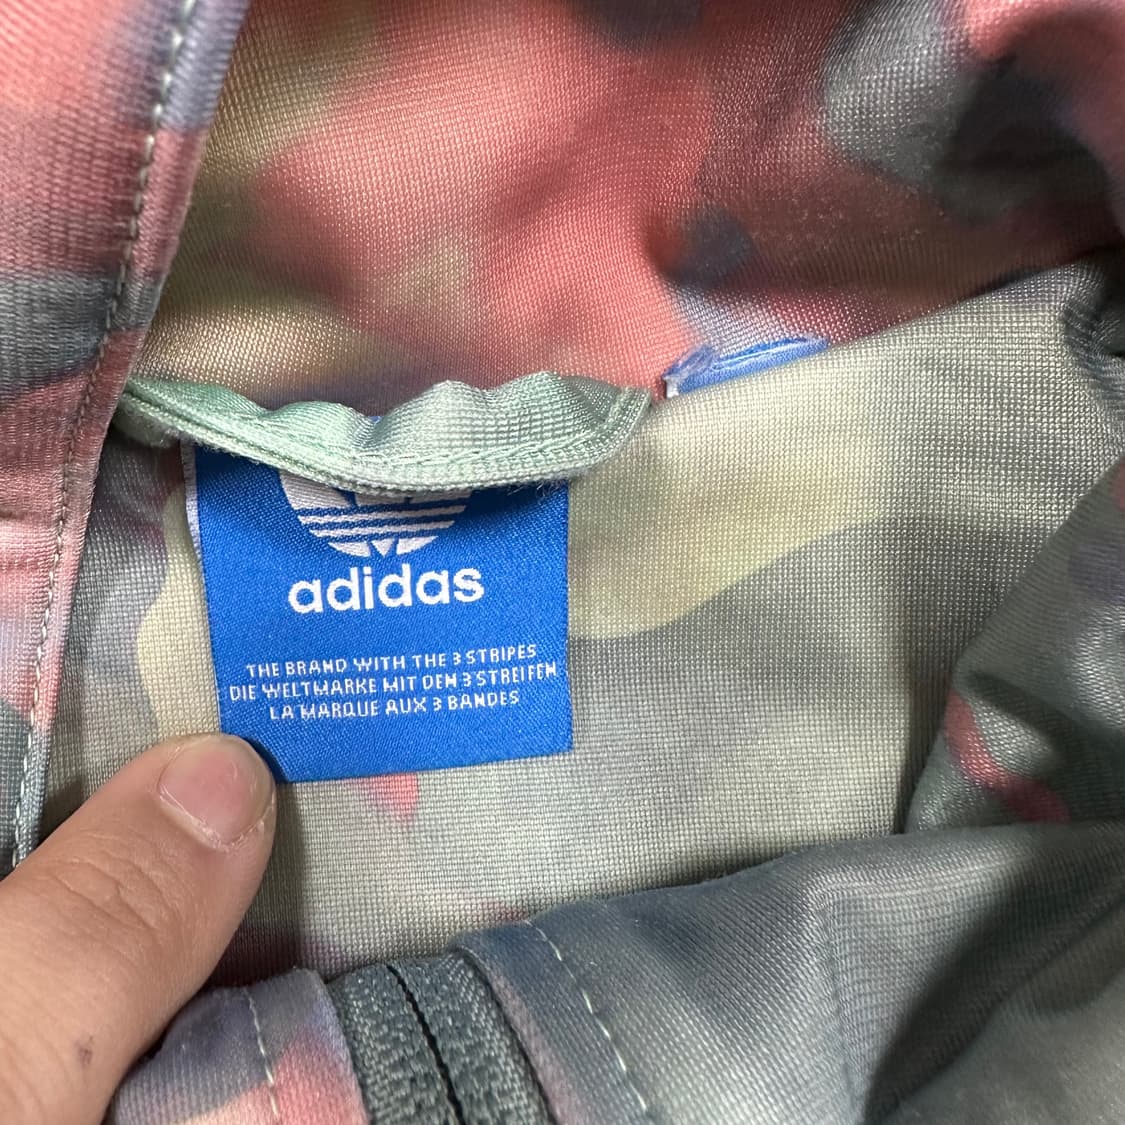 adidas
THE BRAND WITH THE 3 STRIPES
DIE WELTMARKE MIT DEN 3 STREIFEN
LA MARQUE AUX 3 BANDES